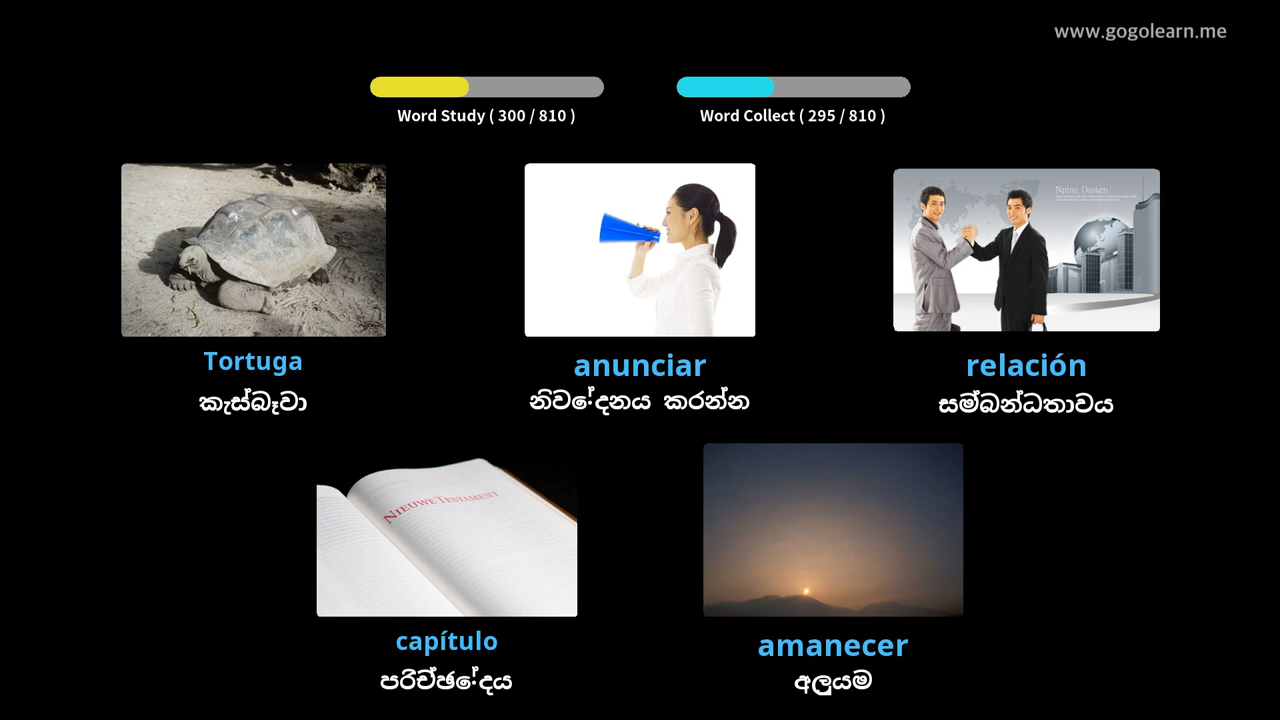 www.gogolearn.me
Word Study ( 300 / 810 )
Word Collect ( 295 / 810 )
Tortuga
කැස්බෑවා
anunciar
නිවේදනය කරන්න
Npine Design
relación
සම්බන්ධතාවය
NIEUWE TESTAMENT
capítulo
පරිච්ඡේදය
amanecer
අලුයම